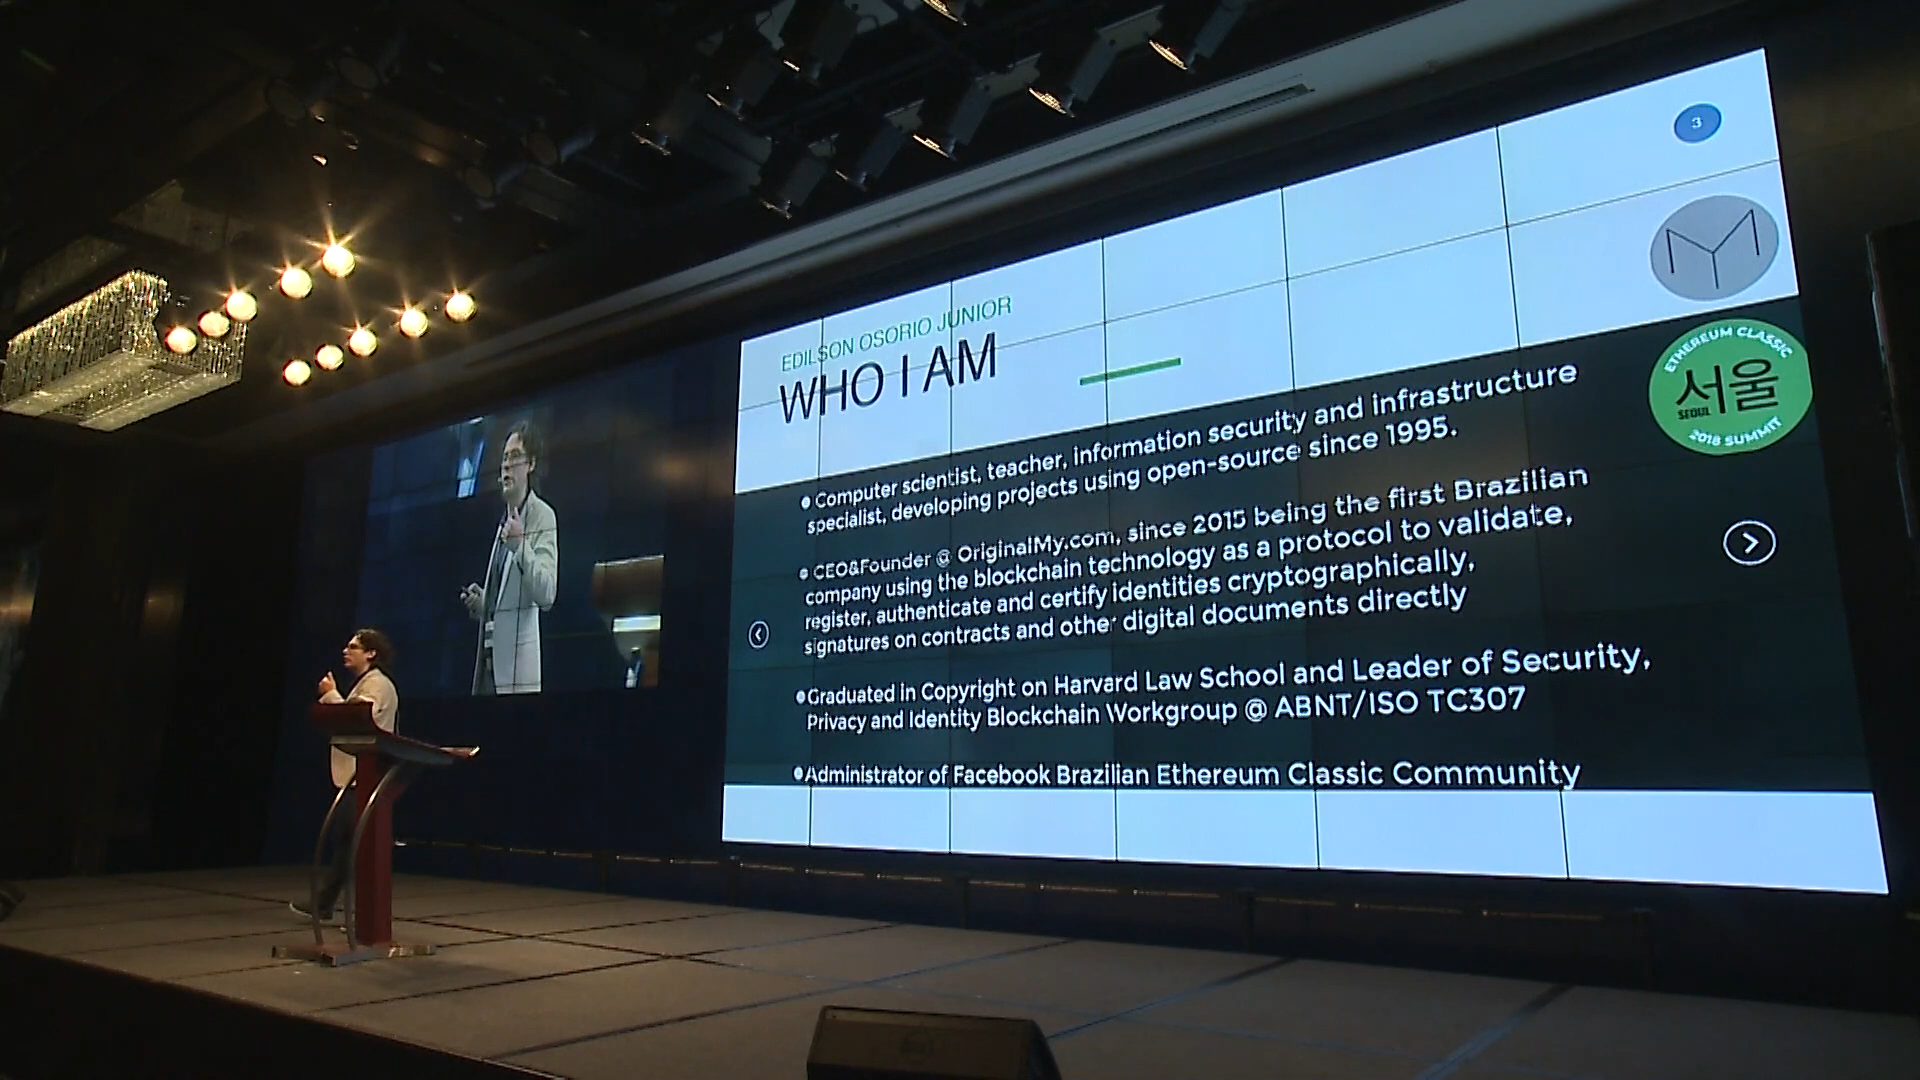 3
EDILSON OSORIO JUNIOR
WHO I AM
ETHEREUM CLASSIC
서울
SEOUL
2018 SUMMIT
Computer scientist, teacher, information security and infrastructure
specialist, developing projects using open-source since 1995.
CEO&Founder @ OriginalMy.com, since 2015 being the first Brazilian
company using the blockchain technology as a protocol to validate,
register, authenticate and certify identities cryptographically,
signatures on contracts and other digital documents directly
Graduated in Copyright on Harvard Law School and Leader of Security,
Privacy and Identity Blockchain Workgroup @ ABNT/ISO TC307
Administrator of Facebook Brazilian Ethereum Classic Community